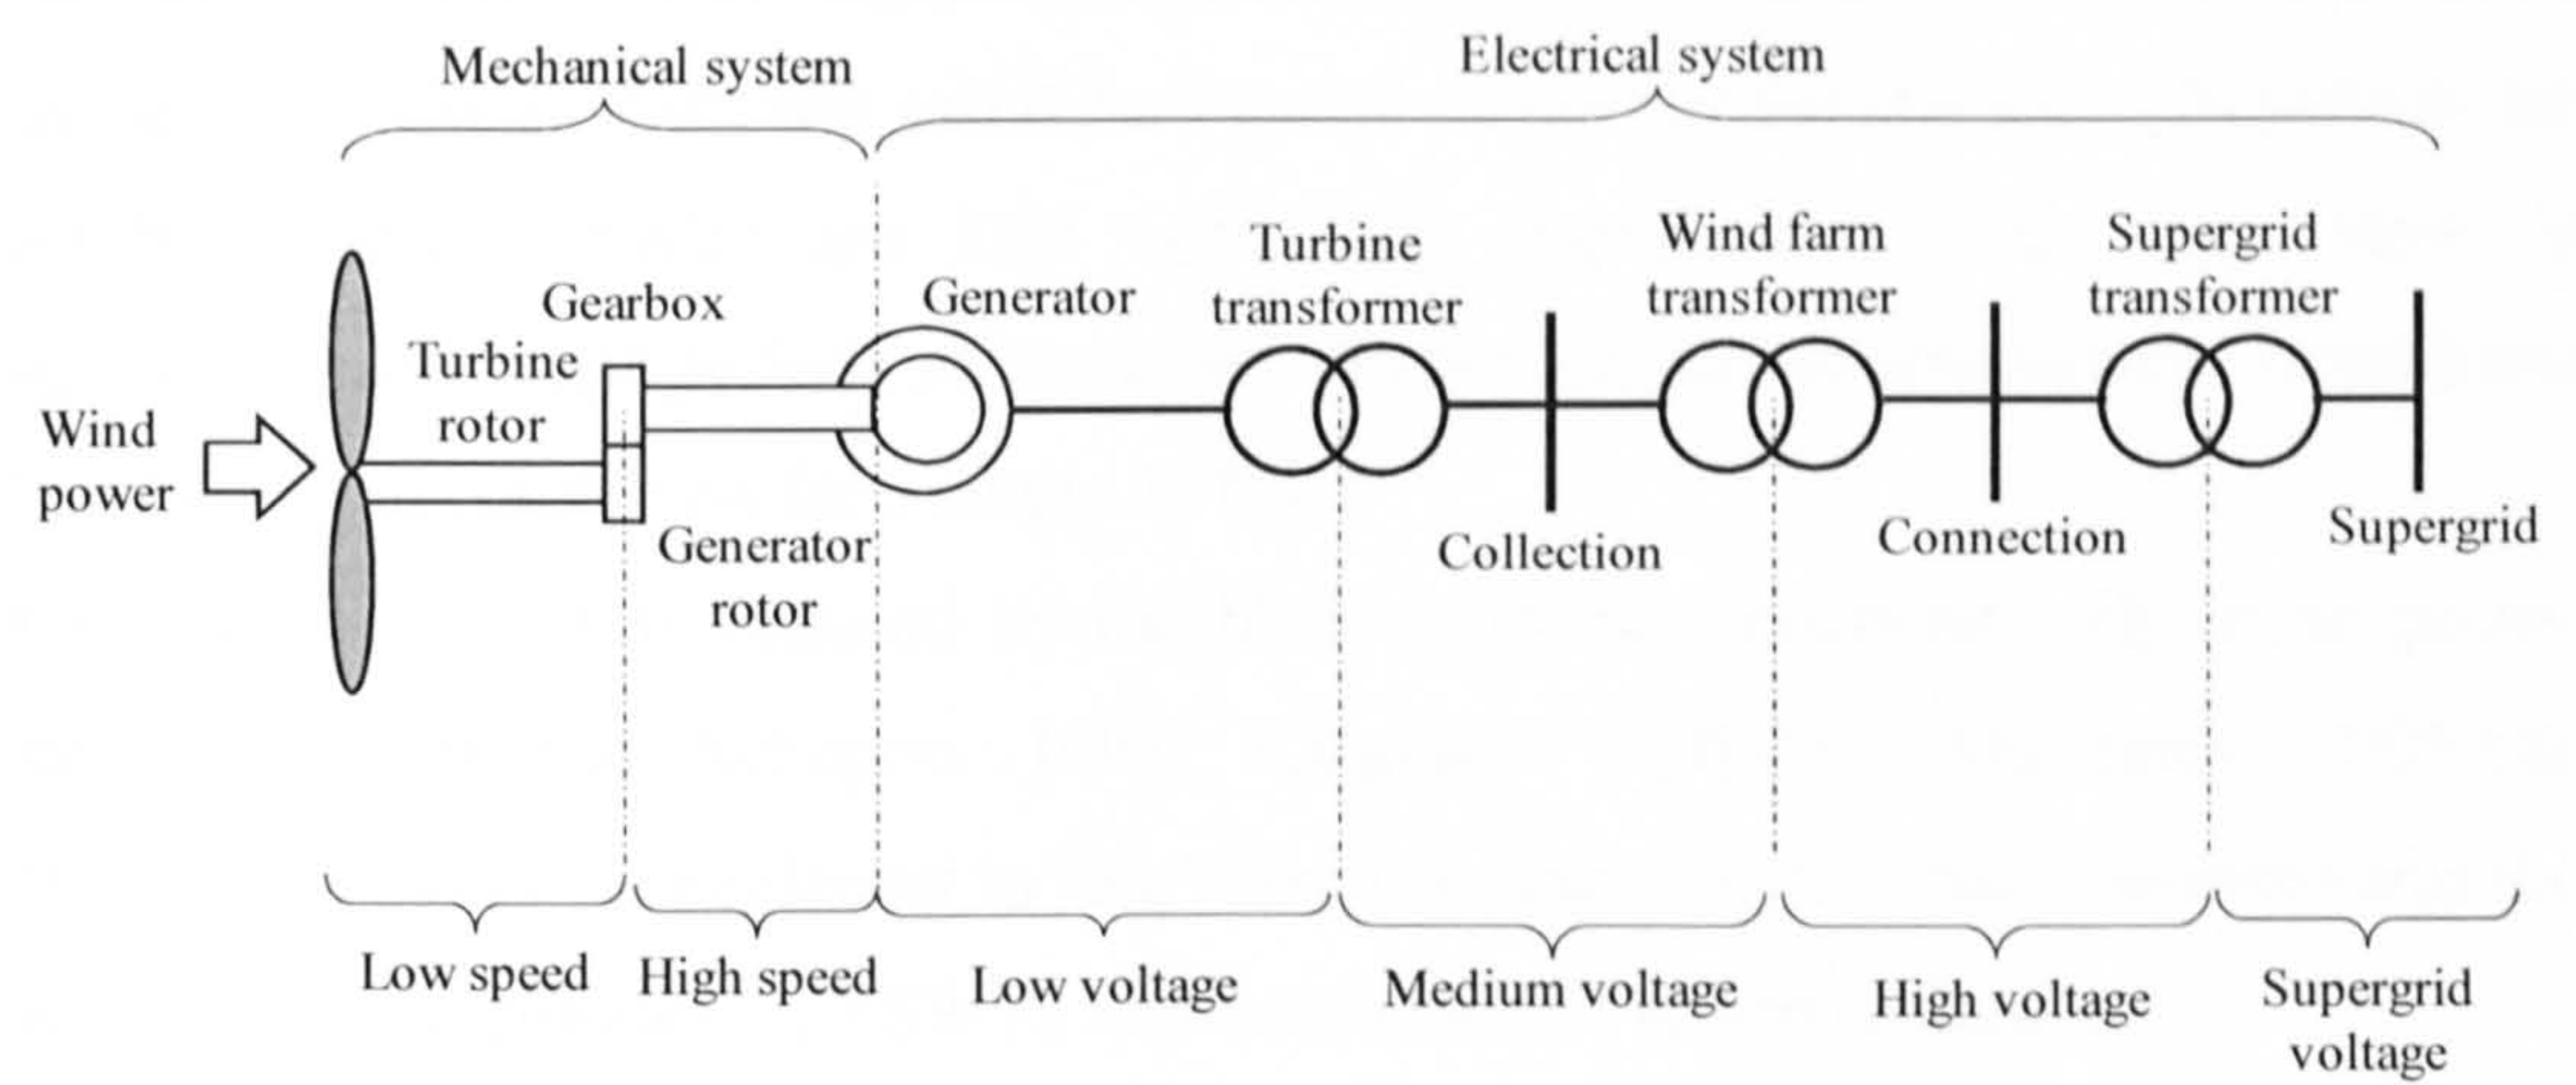 Mechanical system
Electrical system
Wind
power
Turbine
rotor
Gearbox
Generator
rotor
Generator
Turbine
transformer
Collection
Wind farm
transformer
Connection
Supergrid
transformer
Supergrid
Low speed
High speed
Low voltage
Medium voltage
High voltage
Supergrid
voltage